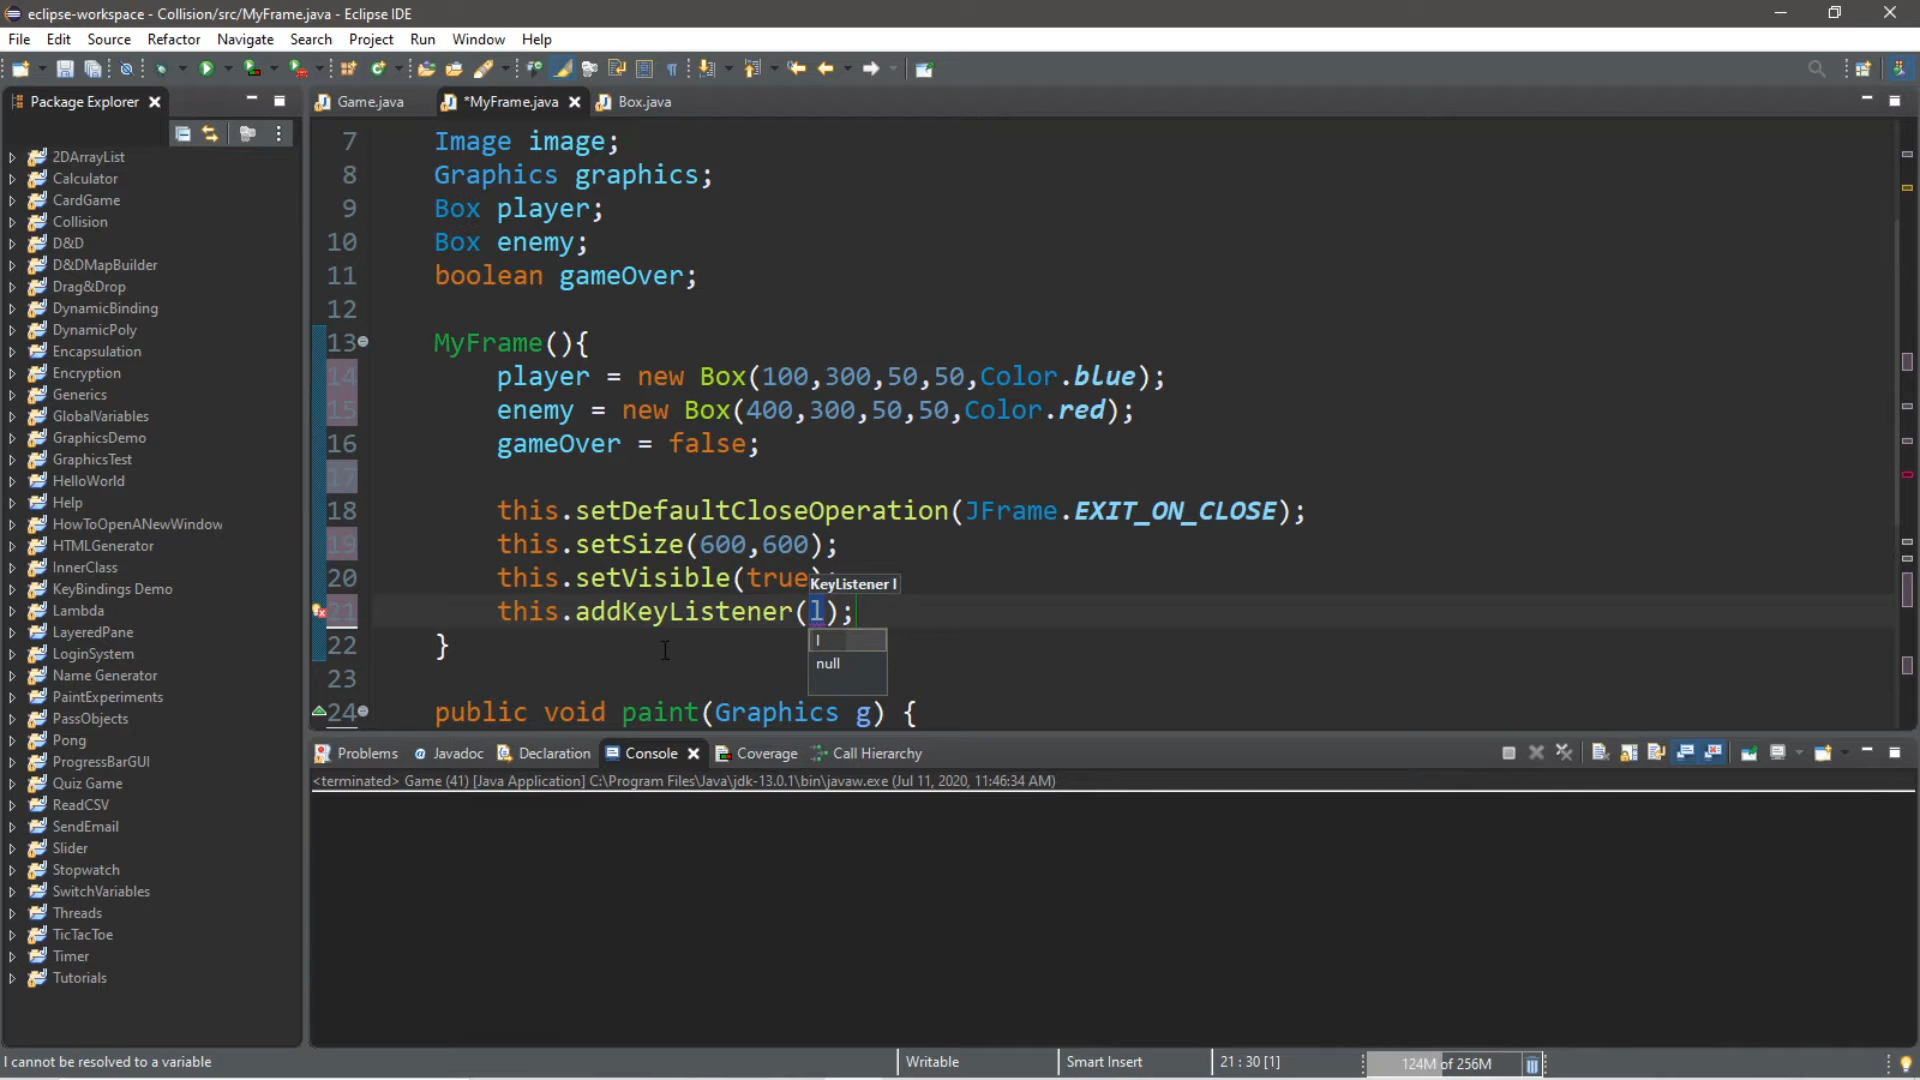 eclipse-workspace - Collision/src/MyFrame.java - Eclipse IDE
File Edit Source Refactor Navigate Search Project Run Window Help
Package Explorer
Game.java *MyFrame.java Box.java
2DArrayList
Calculator
CardGame
Collision
D&D
D&DMapBuilder
Drag&Drop
DynamicBinding
DynamicPoly
Encapsulation
Encryption
Generics
GlobalVariables
GraphicsDemo
GraphicsTest
HelloWorld
Help
HowToOpenANewWindow
HTMLGenerator
InnerClass
KeyBindings Demo
Lambda
LayeredPane
LoginSystem
Name Generator
PaintExperiments
PassObjects
Pong
ProgressBarGUI
Quiz Game
ReadCSV
SendEmail
Slider
Stopwatch
SwitchVariables
Threads
TicTacToe
Timer
Tutorials
7 Image image;
8 Graphics graphics;
9 Box player;
10 Box enemy;
11 boolean gameOver;
12
13 MyFrame(){
14 player = new Box(100,300,50,50,Color.blue);
15 enemy = new Box(400,300,50,50,Color.red);
16 gameOver = false;
17
18 this.setDefaultCloseOperation(JFrame.EXIT_ON_CLOSE);
19 this.setSize(600,600);
20 this.setVisible(true);
KeyListener l
21 this.addKeyListener(l);
l
null
22 }
23
24 public void paint(Graphics g) {
Problems @ Javadoc Declaration Console Coverage Call Hierarchy
<terminated> Game (41) [Java Application] C:\Program Files\Java\jdk-13.0.1\bin\javaw.exe (Jul 11, 2020, 11:46:34 AM)
l cannot be resolved to a variable
Writable Smart Insert 21 : 30 [1] 124M of 256M